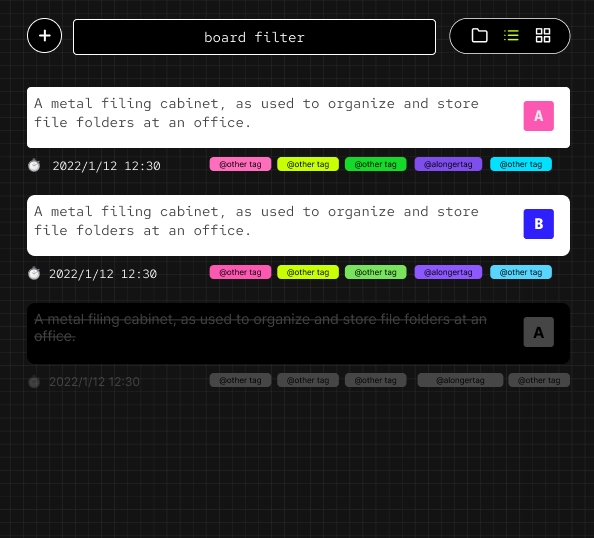 board filter
A metal filing cabinet, as used to organize and store
file folders at an office.
A
2022/1/12 12:30
@other tag @other tag @other tag @alongertag @other tag
A metal filing cabinet, as used to organize and store
file folders at an office.
B
2022/1/12 12:30
@other tag @other tag @other tag @alongertag @other tag
A metal filing cabinet, as used to organize and store file folders at an
office.
A
2022/1/12 12:30
@other tag @other tag @other tag @alongertag @other tag